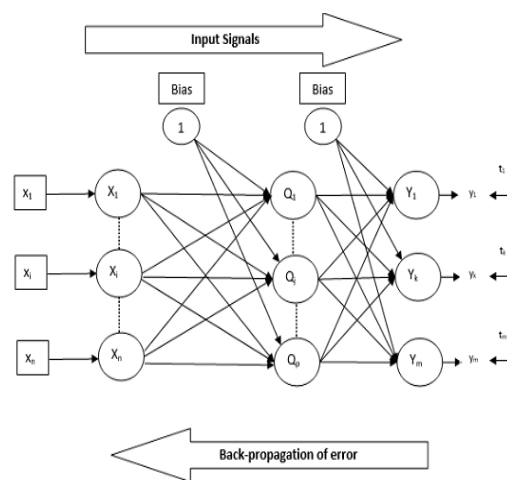 Input Signals
Bias Bias
1 1
x₁ X₁ Q₁ Y₁ y₁ t₁
xᵢ Xᵢ Qⱼ Yₖ yₖ tₖ
xₙ Xₙ Qₚ Yₘ yₘ tₘ
Back-propagation of error